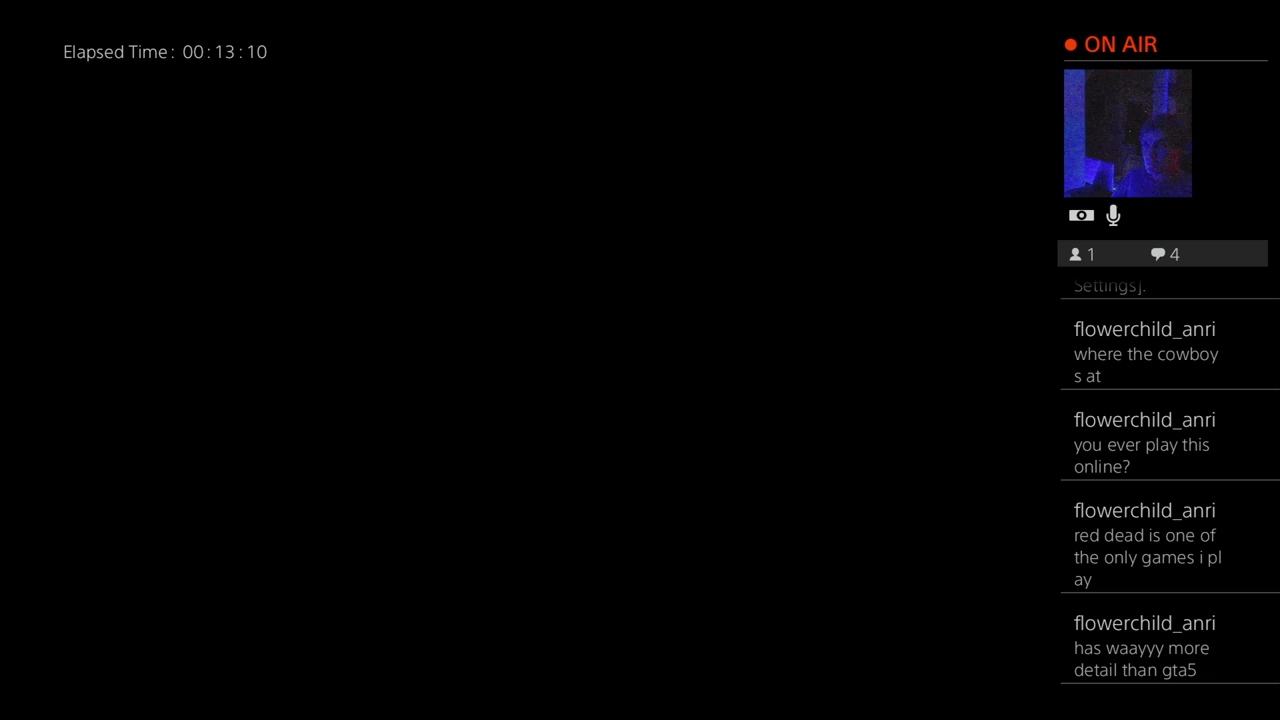 Elapsed Time: 00:13:10
ON AIR
1 4
Settings].
flowerchild_anri
where the cowboy
s at
flowerchild_anri
you ever play this
online?
flowerchild_anri
red dead is one of
the only games i pl
ay
flowerchild_anri
has waayyy more
detail than gta5